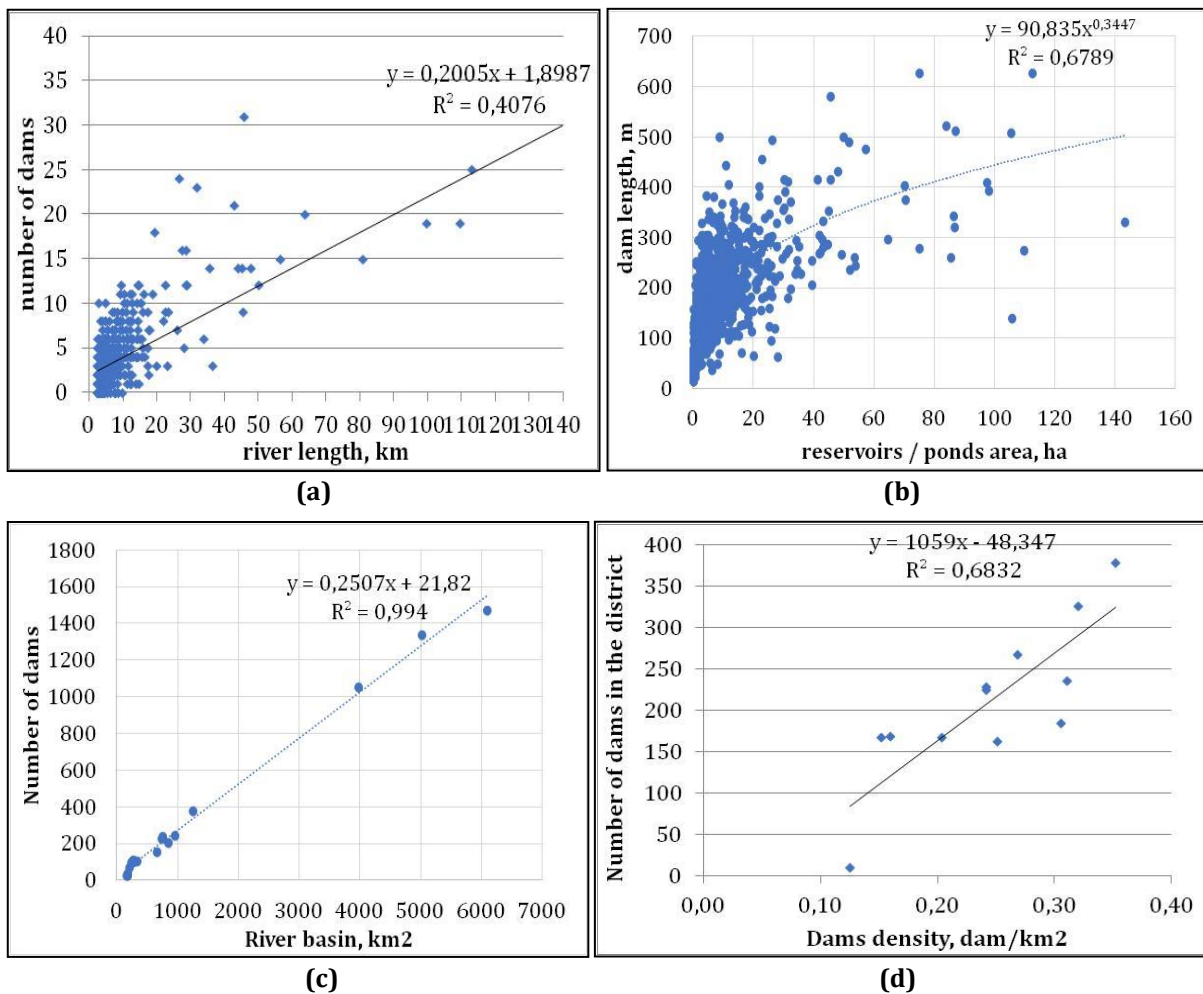 40
35
30
25
20
15
10
5
0
number of dams
y = 0,2005x + 1,8987
R² = 0,4076
0 10 20 30 40 50 60 70 80 90 100 110 120 130 140
river length, km
(a)
700
600
500
400
300
200
100
0
dam length, m
y = 90,835x^0,3447
R² = 0,6789
0 20 40 60 80 100 120 140 160
reservoirs / ponds area, ha
(b)
1800
1600
1400
1200
1000
800
600
400
200
0
Number of dams
y = 0,2507x + 21,82
R² = 0,994
0 1000 2000 3000 4000 5000 6000 7000
River basin, km2
(c)
400
350
300
250
200
150
100
50
0
Number of dams in the district
y = 1059x - 48,347
R² = 0,6832
0,00 0,10 0,20 0,30 0,40
Dams density, dam/km2
(d)